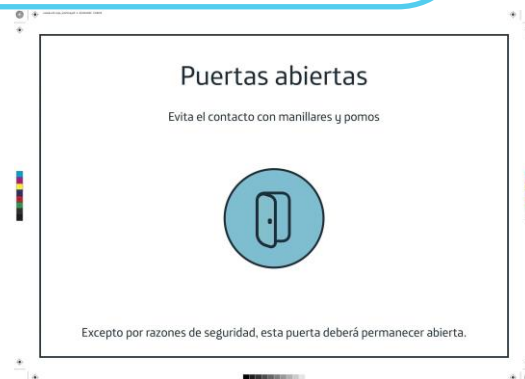 Puertas abiertas
Evita el contacto con manillares y pomos
Excepto por razones de seguridad, esta puerta deberá permanecer abierta.